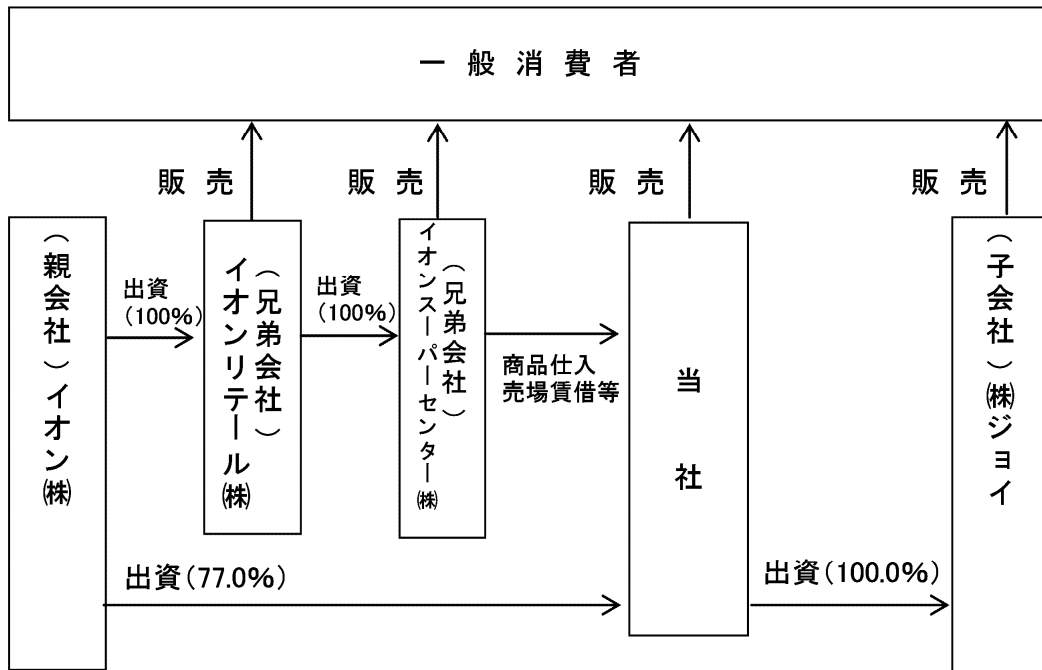 一 般 消 費 者
販 売
販 売
販 売
販 売
（親会社）イオン㈱
出資
(100%)
（兄弟会社）
イオンリテール㈱
出資
(100%)
（兄弟会社）
イオンスーパーセンター㈱
商品仕入
売場賃借等
当 社
（子会社）㈱ジョイ
出資(77.0%)
出資(100.0%)